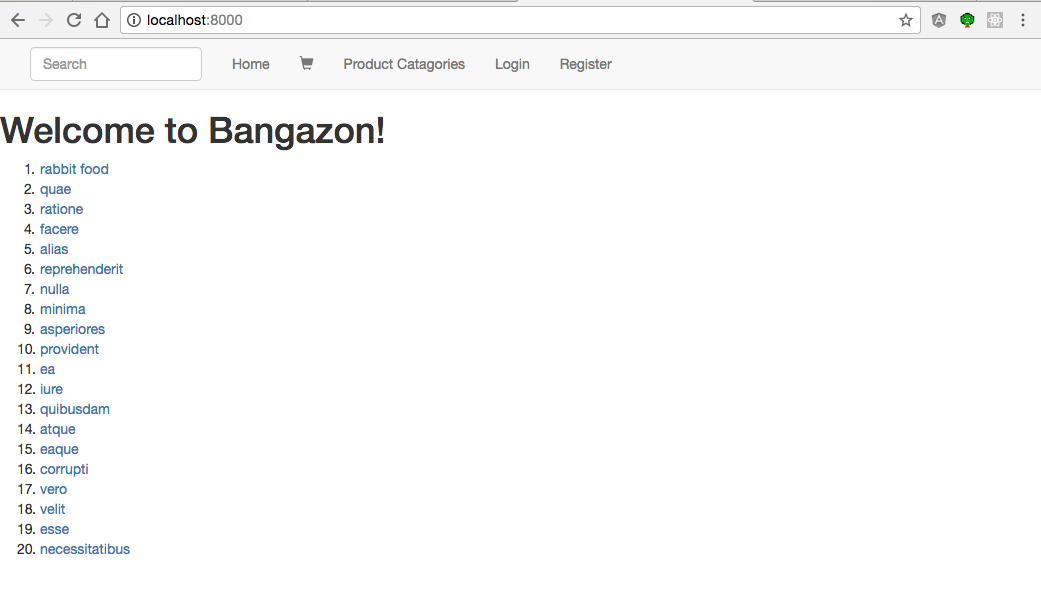 localhost:8000
Search Home Product Catagories Login Register
Welcome to Bangazon!
1. rabbit food
2. quae
3. ratione
4. facere
5. alias
6. reprehenderit
7. nulla
8. minima
9. asperiores
10. provident
11. ea
12. iure
13. quibusdam
14. atque
15. eaque
16. corrupti
17. vero
18. velit
19. esse
20. necessitatibus